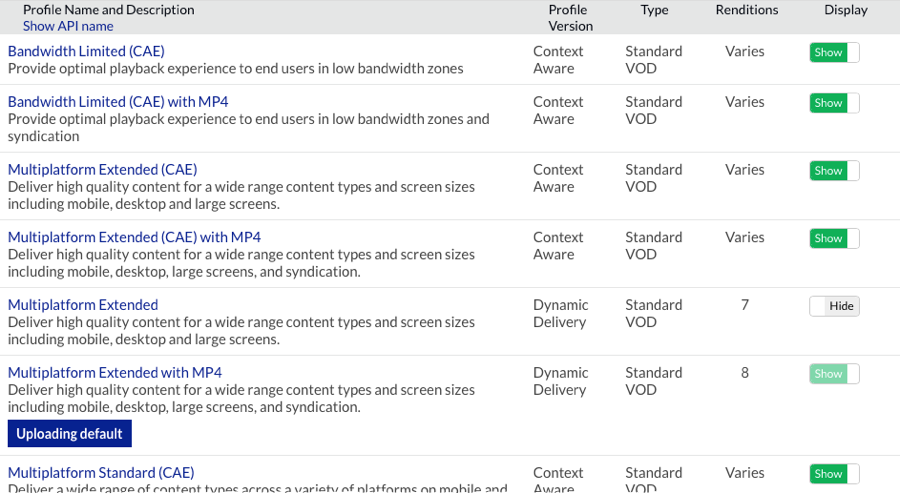 Profile Name and Description Profile Version Type Renditions Display
Show API name
Bandwidth Limited (CAE) Context Aware Standard VOD Varies Show
Provide optimal playback experience to end users in low bandwidth zones
Bandwidth Limited (CAE) with MP4 Context Aware Standard VOD Varies Show
Provide optimal playback experience to end users in low bandwidth zones and
syndication
Multiplatform Extended (CAE) Context Aware Standard VOD Varies Show
Deliver high quality content for a wide range content types and screen sizes
including mobile, desktop and large screens.
Multiplatform Extended (CAE) with MP4 Context Aware Standard VOD Varies Show
Deliver high quality content for a wide range content types and screen sizes
including mobile, desktop, large screens, and syndication.
Multiplatform Extended Dynamic Delivery Standard VOD 7 Hide
Deliver high quality content for a wide range content types and screen sizes
including mobile, desktop and large screens.
Multiplatform Extended with MP4 Dynamic Delivery Standard VOD 8 Show
Deliver high quality content for a wide range content types and screen sizes
including mobile, desktop, large screens, and syndication.
Uploading default
Multiplatform Standard (CAE) Context Aware Standard VOD Varies Show
Deliver a wide range of content types across a variety of platforms on mobile and